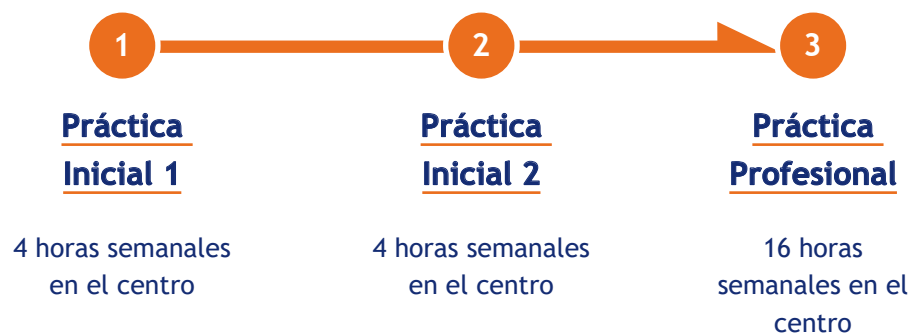 1
2
3
Práctica
Inicial 1
4 horas semanales
en el centro
Práctica
Inicial 2
4 horas semanales
en el centro
Práctica
Profesional
16 horas
semanales en el
centro